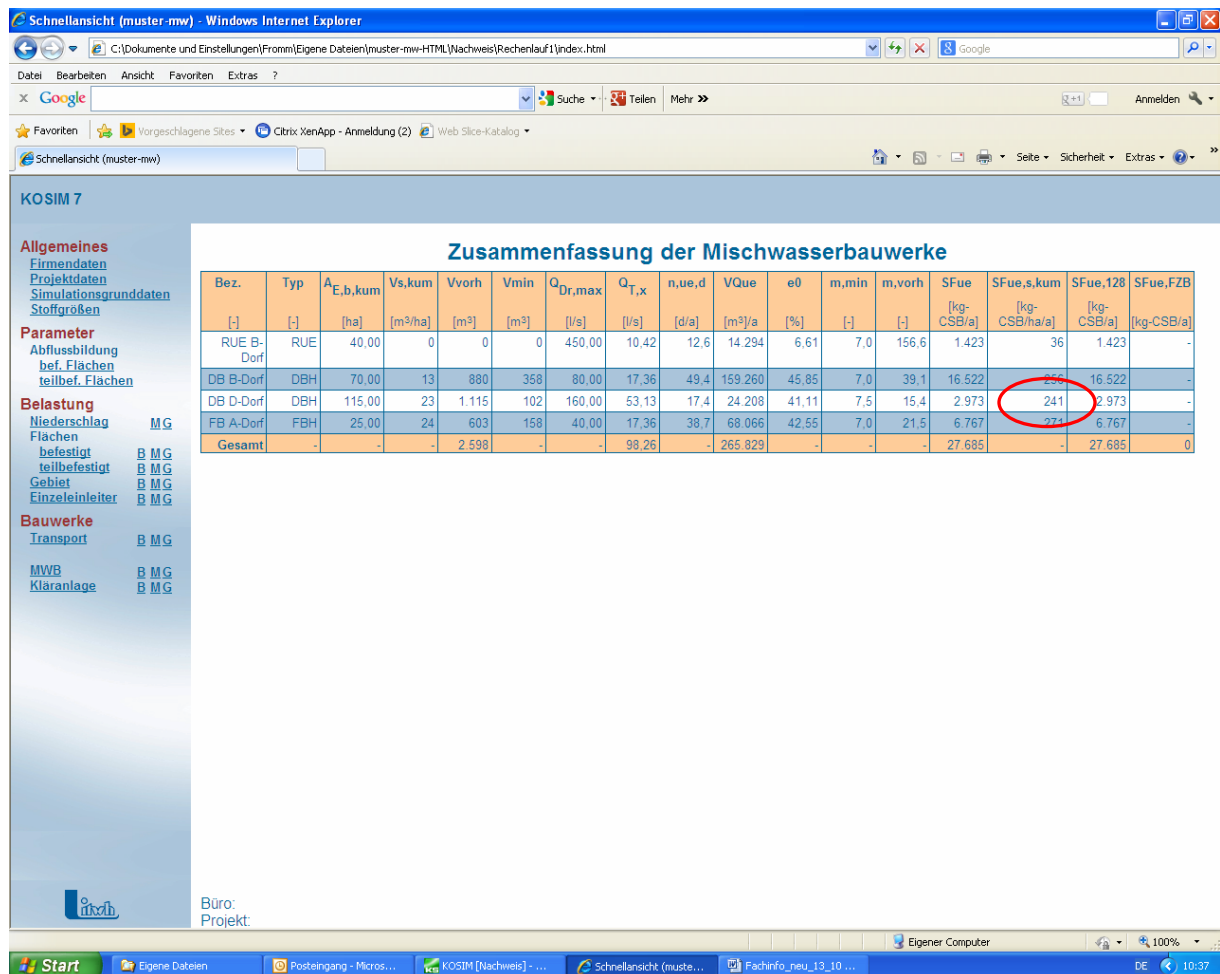 Schnellansicht (muster-mw) - Windows Internet Explorer
C:\Dokumente und Einstellungen\Fromm\Eigene Dateien\muster-mw-HTML\Nachweis\Rechenlauf1\index.html
Google
Datei Bearbeiten Ansicht Favoriten Extras ?
x Google Suche Teilen Mehr » +1 Anmelden
Favoriten Vorgeschlagene Sites Citrix XenApp - Anmeldung (2) Web Slice-Katalog
Schnellansicht (muster-mw) Seite Sicherheit Extras »
KOSIM 7
Allgemeines
Firmendaten
Projektdaten
Simulationsgrunddaten
Stoffgrößen
Parameter
Abflussbildung
bef. Flächen
teilbef. Flächen
Belastung
Niederschlag M G
Flächen
befestigt B M G
teilbefestigt B M G
Gebiet B M G
Einzeleinleiter B M G
Bauwerke
Transport B M G
MWB B M G
Kläranlage B M G
itwh
Zusammenfassung der Mischwasserbauwerke
Bez. Typ AE,b,kum Vs,kum Vvorh Vmin QDr,max QT,x n,ue,d VQue e0 m,min m,vorh SFue SFue,s,kum SFue,128 SFue,FZB
[-] [-] [ha] [m³/ha] [m³] [m³] [l/s] [l/s] [d/a] [m³]/a [%] [-] [-] [kg-CSB/a] [kg-CSB/ha/a] [kg-CSB/a] [kg-CSB/a]
RUE B-Dorf RUE 40,00 0 0 0 450,00 10,42 12,6 14.294 6,61 7,0 156,6 1.423 36 1.423 -
DB B-Dorf DBH 70,00 13 880 358 80,00 17,36 49,4 159.260 45,85 7,0 39,1 16.522 256 16.522 -
DB D-Dorf DBH 115,00 23 1.115 102 160,00 53,13 17,4 24.208 41,11 7,5 15,4 2.973 241 2.973 -
FB A-Dorf FBH 25,00 24 603 158 40,00 17,36 38,7 68.066 42,55 7,0 21,5 6.767 271 6.767 -
Gesamt - - - 2.598 - - 98,26 - 265.829 - - - 27.685 - 27.685 0
Büro:
Projekt:
Eigener Computer 100%
Start Eigene Dateien Posteingang - Micros... KOSIM [Nachweis] - ... Schnellansicht (muste... Fachinfo_neu_13_10 ... DE 10:37